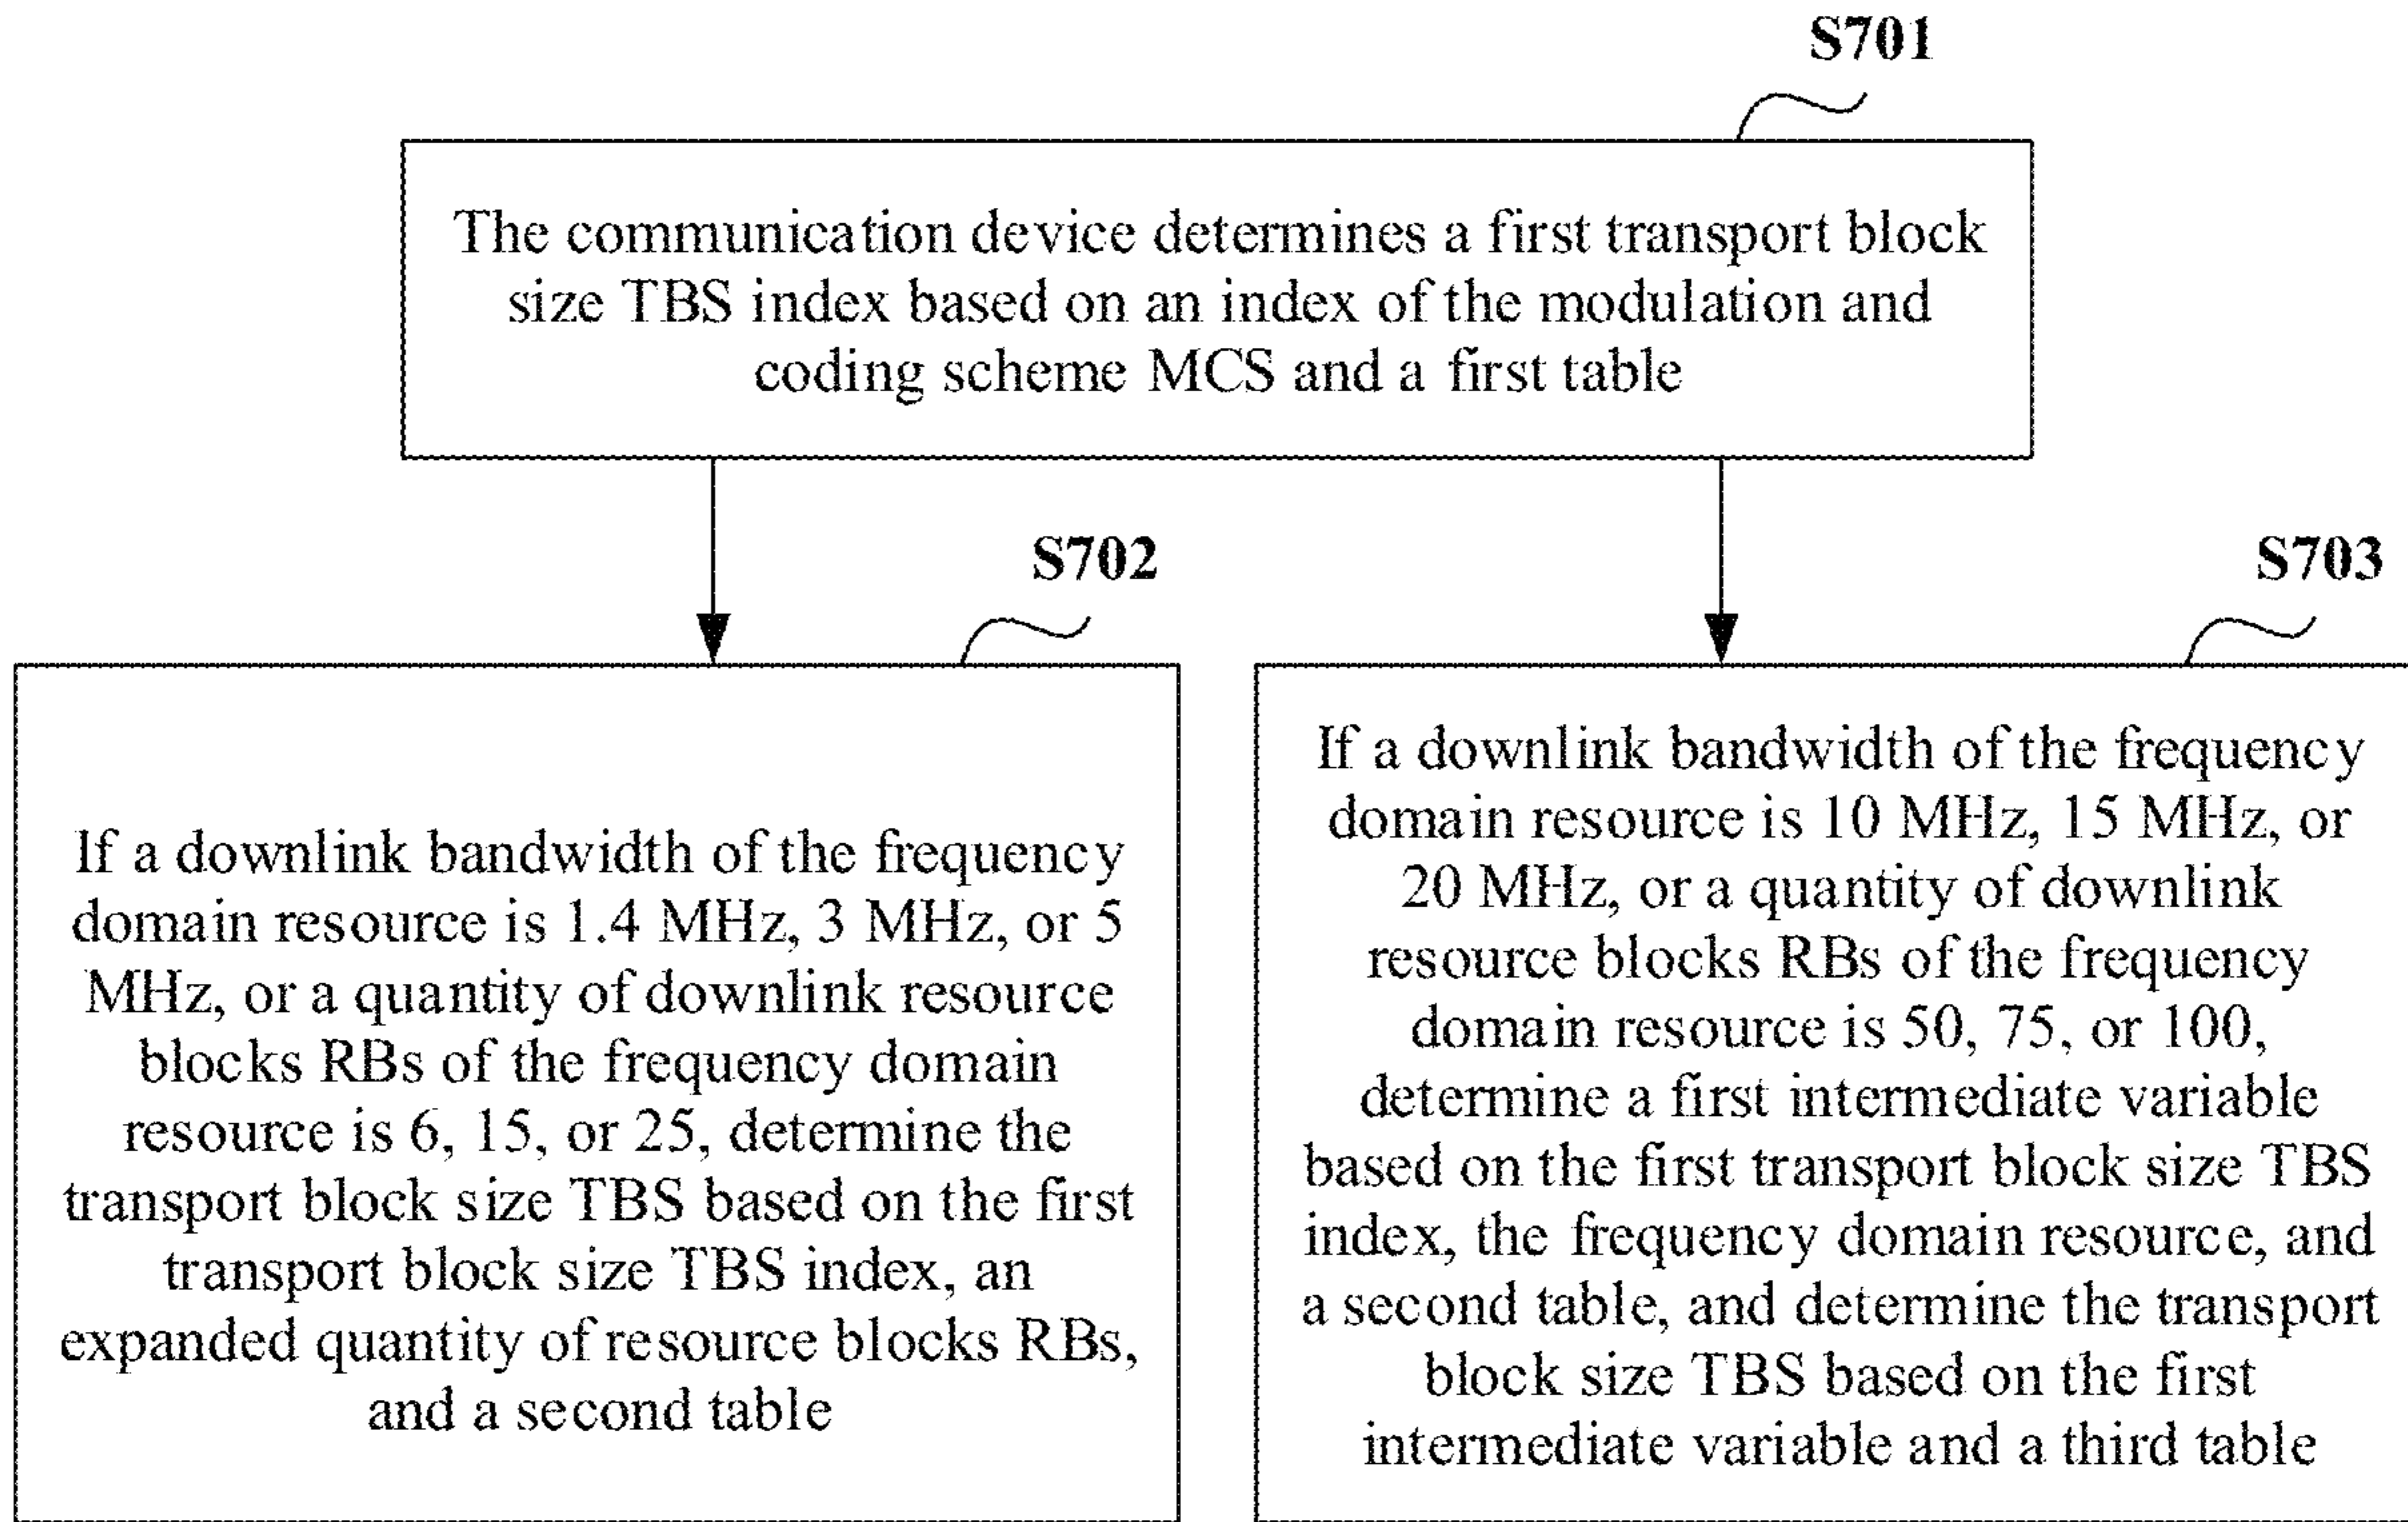 S701
The communication device determines a first transport block
size TBS index based on an index of the modulation and
coding scheme MCS and a first table
S702
If a downlink bandwidth of the frequency
domain resource is 1.4 MHz, 3 MHz, or 5
MHz, or a quantity of downlink resource
blocks RBs of the frequency domain
resource is 6, 15, or 25, determine the
transport block size TBS based on the first
transport block size TBS index, an
expanded quantity of resource blocks RBs,
and a second table
S703
If a downlink bandwidth of the frequency
domain resource is 10 MHz, 15 MHz, or
20 MHz, or a quantity of downlink
resource blocks RBs of the frequency
domain resource is 50, 75, or 100,
determine a first intermediate variable
based on the first transport block size TBS
index, the frequency domain resource, and
a second table, and determine the transport
block size TBS based on the first
intermediate variable and a third table